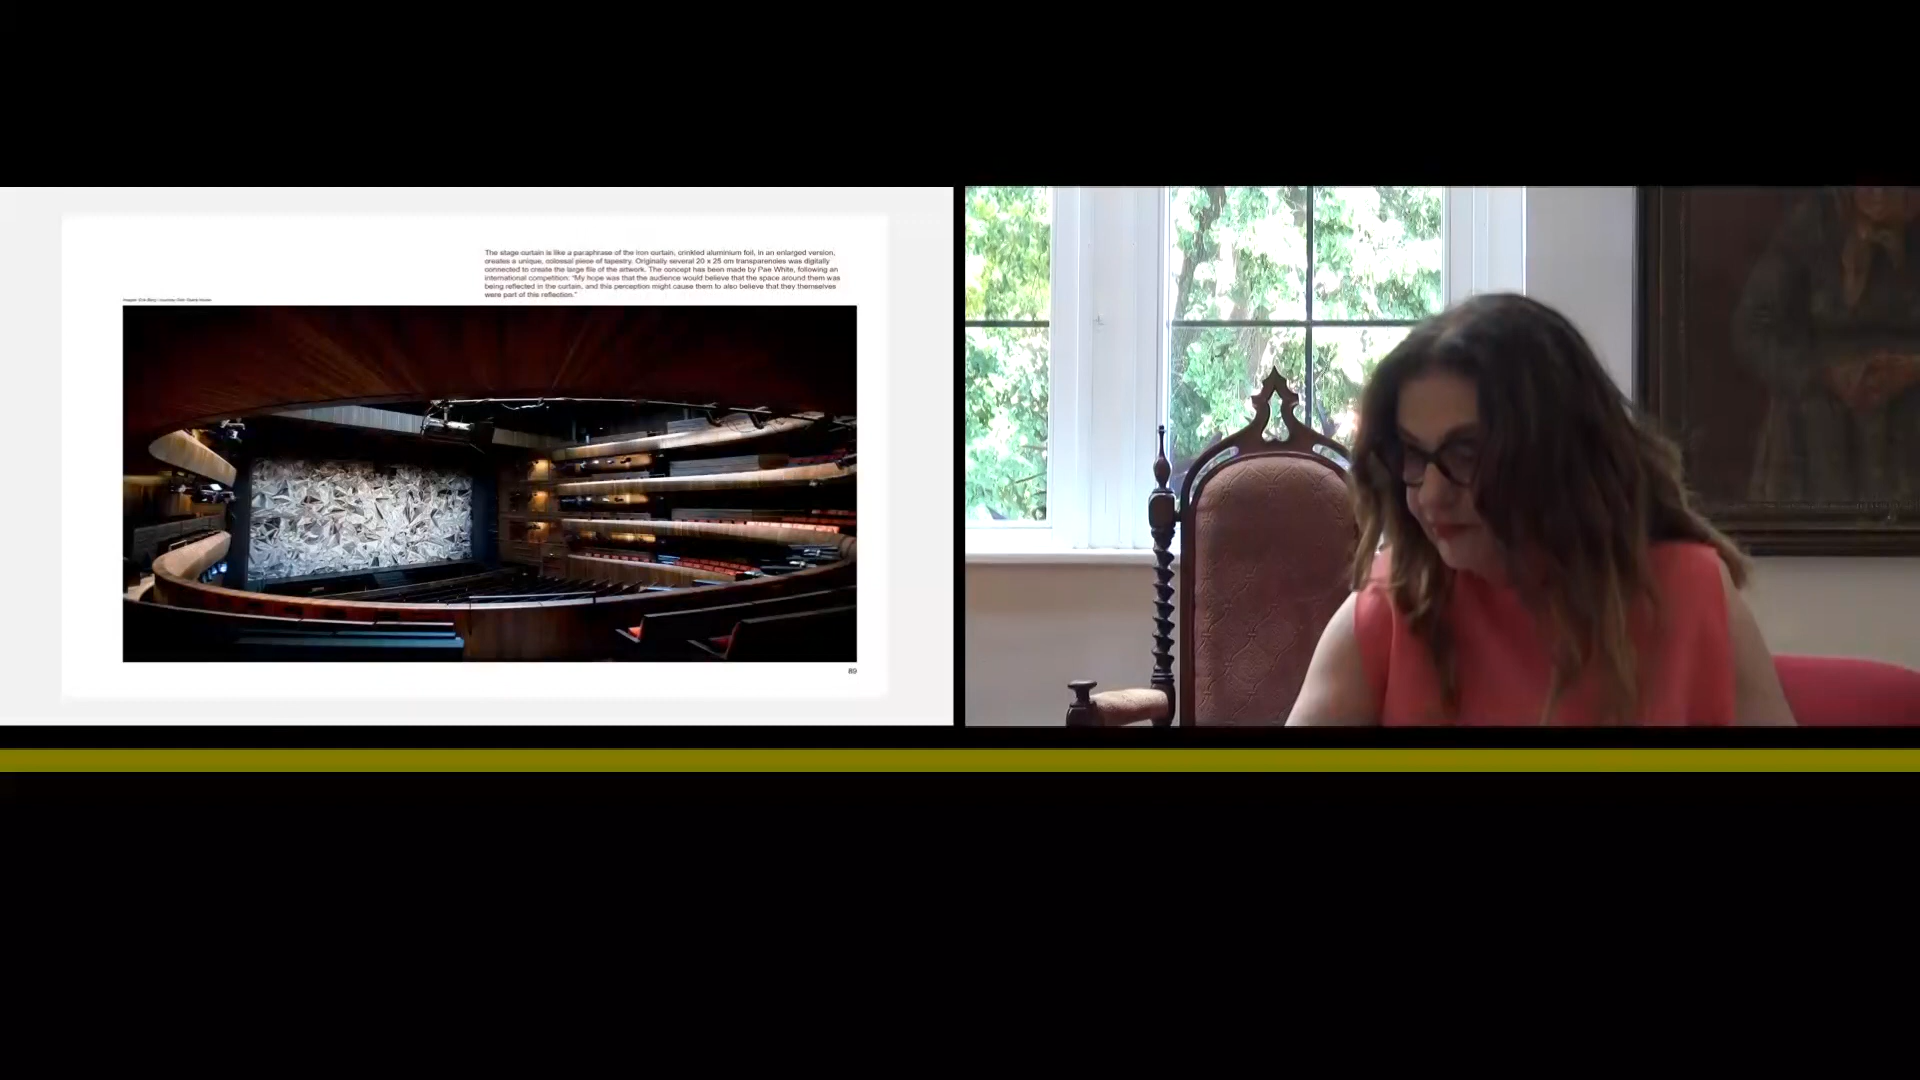 The stage curtain is like a paraphrase of the iron curtain, crinkled aluminium foil, in an enlarged version,
creates a unique, colossal piece of tapestry. Originally several 20 x 25 cm transparencies was digitally
connected to create the large file of the artwork. The concept has been made by Pae White, following an
international competition: "My hope was that the audience would believe that the space around them was
being reflected in the curtain, and this perception might cause them to also believe that they themselves
were part of this reflection."
89